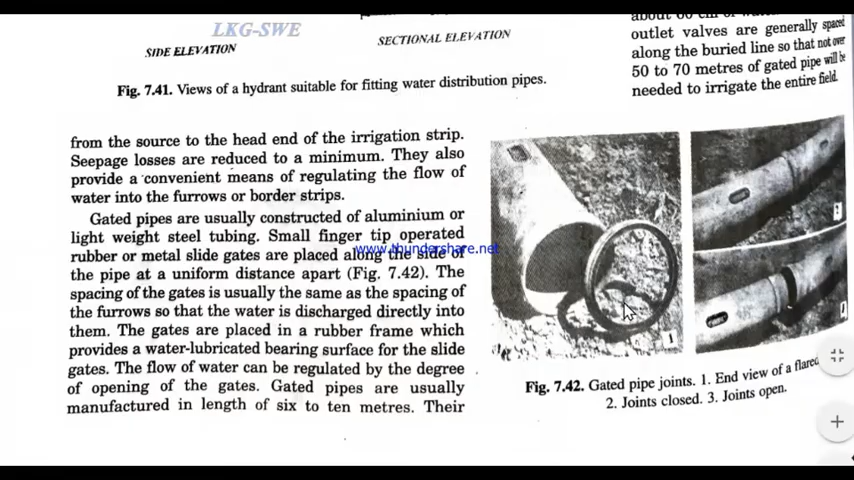 LKG-SWE
SIDE ELEVATION
SECTIONAL ELEVATION
Fig. 7.41. Views of a hydrant suitable for fitting water distribution pipes.
from the source to the head end of the irrigation strip.
Seepage losses are reduced to a minimum. They also
provide a convenient means of regulating the flow of
water into the furrows or border strips.
Gated pipes are usually constructed of aluminium or
light weight steel tubing. Small finger tip operated
rubber or metal slide gates are placed along the side of
www.thundershare.net
the pipe at a uniform distance apart (Fig. 7.42). The
spacing of the gates is usually the same as the spacing of
the furrows so that the water is discharged directly into
them. The gates are placed in a rubber frame which
provides a water-lubricated bearing surface for the slide
gates. The flow of water can be regulated by the degree
of opening of the gates. Gated pipes are usually
manufactured in length of six to ten metres. Their
outlet valves are generally spaced
along the buried line so that not over
50 to 70 metres of gated pipe will be
needed to irrigate the entire field.
1
Fig. 7.42. Gated pipe joints. 1. End view of a flared
2. Joints closed. 3. Joints open.